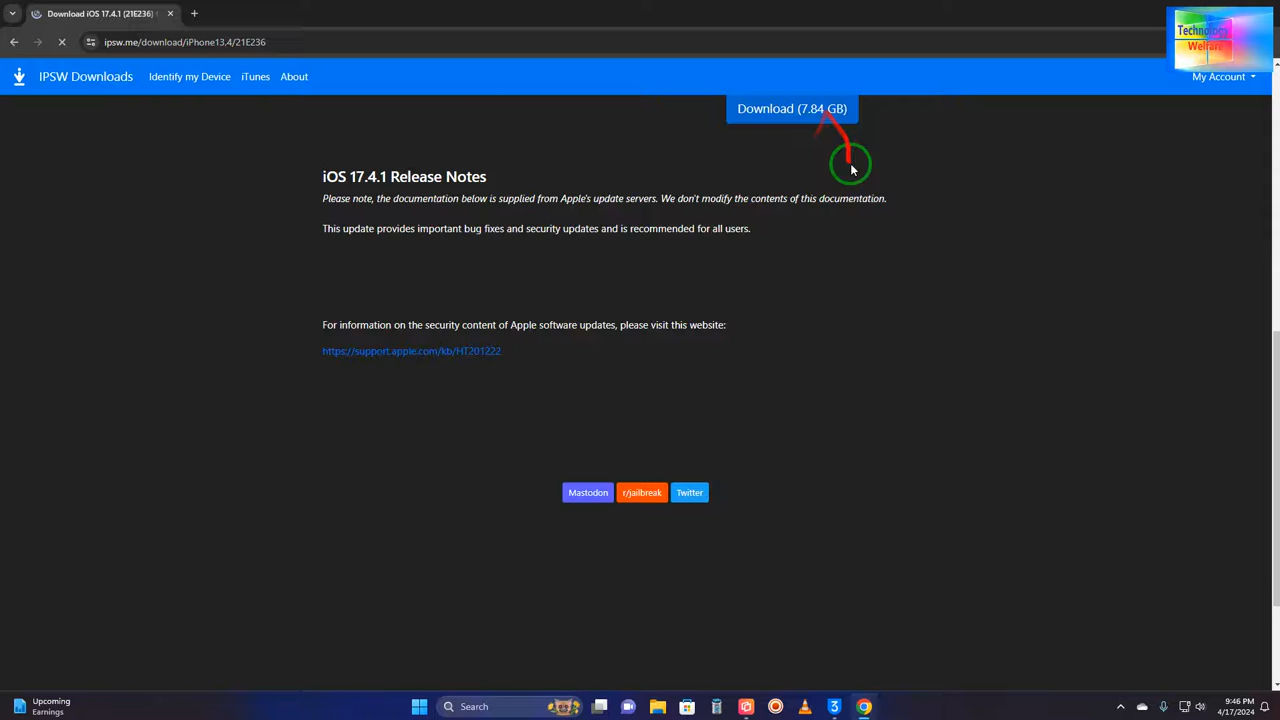 Download iOS 17.4.1 (21E236) f
ipsw.me/download/iPhone13,4/21E236
Technology
Welfare
IPSW Downloads
Identify my Device
iTunes
About
My Account
Download (7.84 GB)
iOS 17.4.1 Release Notes
Please note, the documentation below is supplied from Apple's update servers. We don't modify the contents of this documentation.
This update provides important bug fixes and security updates and is recommended for all users.
For information on the security content of Apple software updates, please visit this website:
https://support.apple.com/kb/HT201222
Mastodon
r/jailbreak
Twitter
Upcoming
Earnings
Search
9:46 PM
4/17/2024